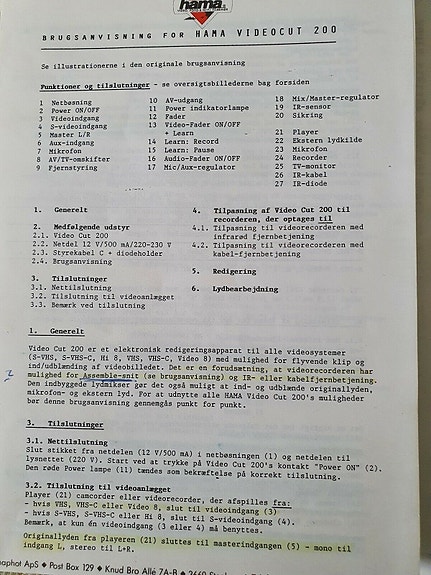 hama
BRUGSANVISNING FOR HAMA VIDEOCUT 200
Se illustrationerne i den originale brugsanvisning
Funktioner og tilslutninger - se oversigtsbillederne bag forsiden
1 Netbøsning
2 Power ON/OFF
3 Videoindgang
4 S-videoindgang
5 Master L/R
6 Aux-indgang
7 Mikrofon
8 AV/TV-omskifter
9 Fjernstyring
10 AV-udgang
11 Power indikatorlampe
12 Fader
13 Video-Fader ON/OFF
+ Learn
14 Learn: Record
15 Learn: Pause
16 Audio-Fader ON/OFF
17 Mic/Aux-regulator
18 Mix/Master-regulator
19 IR-sensor
20 Sikring
21 Player
22 Ekstern lydkilde
23 Mikrofon
24 Recorder
25 TV-monitor
26 IR-kabel
27 IR-diode
1. Generelt
2. Medfølgende udstyr
2.1. Video Cut 200
2.2. Netdel 12 V/500 mA/220-230 V
2.3. Styrekabel C + diodeholder
2.4. Brugsanvisning
3. Tilslutninger
3.1. Nettilslutning
3.2. Tilslutning til videoanlægget
3.3. Bemærk ved tilslutning
4. Tilpasning af Video Cut 200 til
recorderen, der optages til
4.1. Tilpasning til videorecorderen med
infrarød fjernbetjening
4.2. Tilpasning til videorecorderen med
kabel-fjernbetjening
5. Redigering
6. Lydbearbejdning
1. Generelt
Video Cut 200 er et elektronisk redigeringsapparat til alle videosystemer
(S-VHS, S-VHS-C, Hi 8, VHS, VHS-C, Video 8) med mulighed for flyvende klip og
ind/udblænding af videobilledet. Det er en forudsætning, at videorecorderen har
mulighed for Assemble-snit (se brugsanvisning) og IR- eller kabelfjernbetjening.
Den indbyggede lydmikser gør det også muligt at ind- og udblende originallyden,
mikrofon- og ekstern lyd. For at udnytte alle HAMA Video Cut 200's muligheder
bør denne brugsanvisning gennemgås punkt for punkt.
3. Tilslutninger
3.1. Nettilslutning
Slut stikket fra netdelen (12 V/500 mA) i netbøsningen (1) og netdelen til
lysnettet (220 V). Start ved at trykke på Video Cut 200's kontakt "Power ON" (2).
Den røde Power lampe (11) tændes som bekræftelse på korrekt tilslutning.
3.2. Tilslutning til videoanlægget
Player (21) camcorder eller videorecorder, der afspilles fra:
- hvis VHS, VHS-C eller Video 8, slut til videoindgang (3)
- hvis S-VHS, S-VHS-C eller Hi 8, slut til S-videoindgang (4).
Bemærk, at kun én videoindgang (3 eller 4) må benyttes.
Originallyden fra playeren (21) sluttes til masterindgangen (5) - mono til
indgang L, stereo til L+R.
aphot ApS • Post Box 129 • Knud Bro Allé 7A-B • 3660